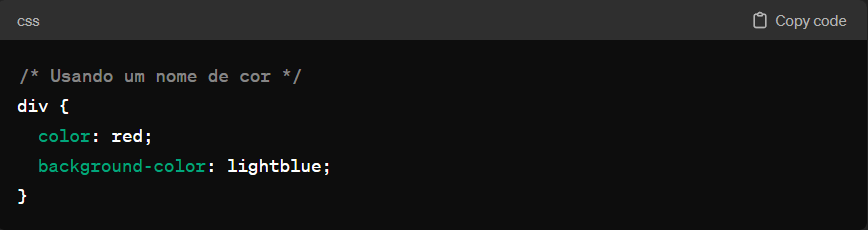 css Copy code
/* Usando um nome de cor */
div {
  color: red;
  background-color: lightblue;
}